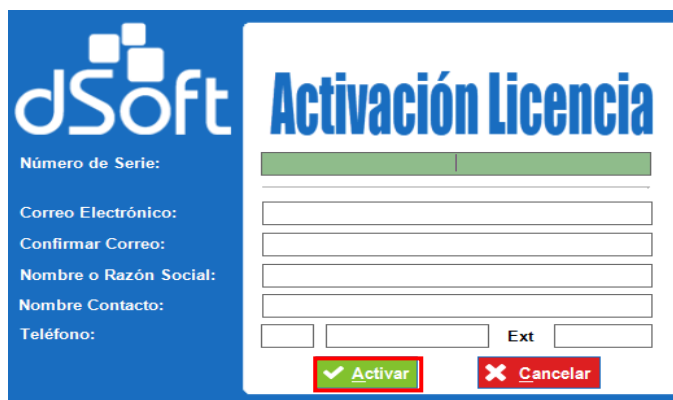 dSoft
Activación Licencia
Número de Serie:
Correo Electrónico:
Confirmar Correo:
Nombre o Razón Social:
Nombre Contacto:
Teléfono:
Ext
Activar
Cancelar